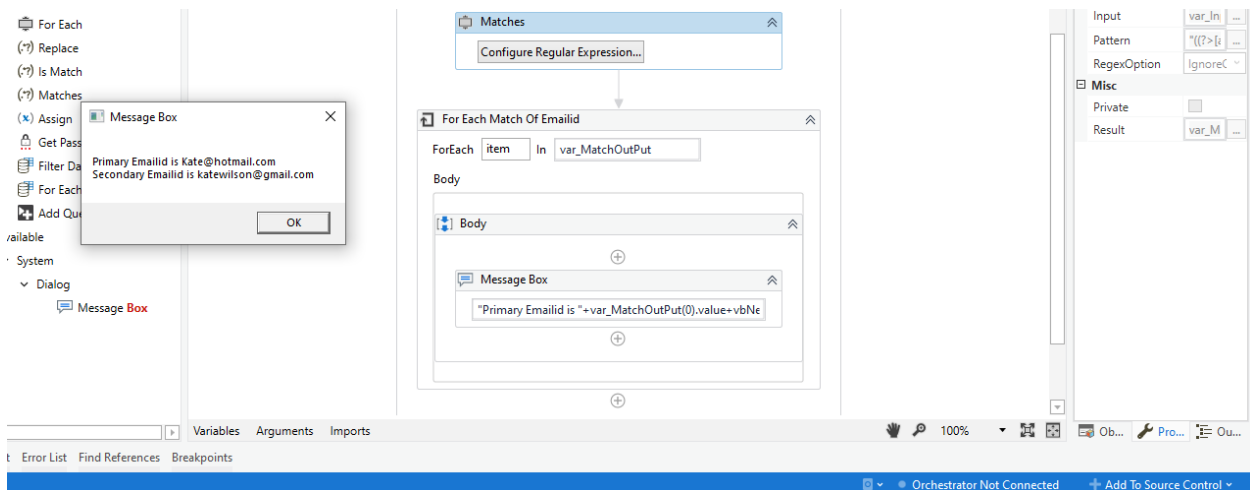 For Each
(.*) Replace
(.*) Is Match
(.*) Matches
(x) Assign
Get Pass
Filter Da
For Each
Add Que
vailable
System
Dialog
Message Box
Message Box
Primary Emailid is Kate@hotmail.com
Secondary Emailid is katewilson@gmail.com
OK
Matches
Configure Regular Expression...
For Each Match Of Emailid
ForEach item In var_MatchOutPut
Body
Body
Message Box
"Primary Emailid is "+var_MatchOutPut(0).value+vbNe
Input var_In ...
Pattern "((?>[a ...
RegexOption IgnoreC
Misc
Private
Result var_M ...
Variables Arguments Imports
100%
Ob... Pro... Ou...
t Error List Find References Breakpoints
Orchestrator Not Connected
Add To Source Control